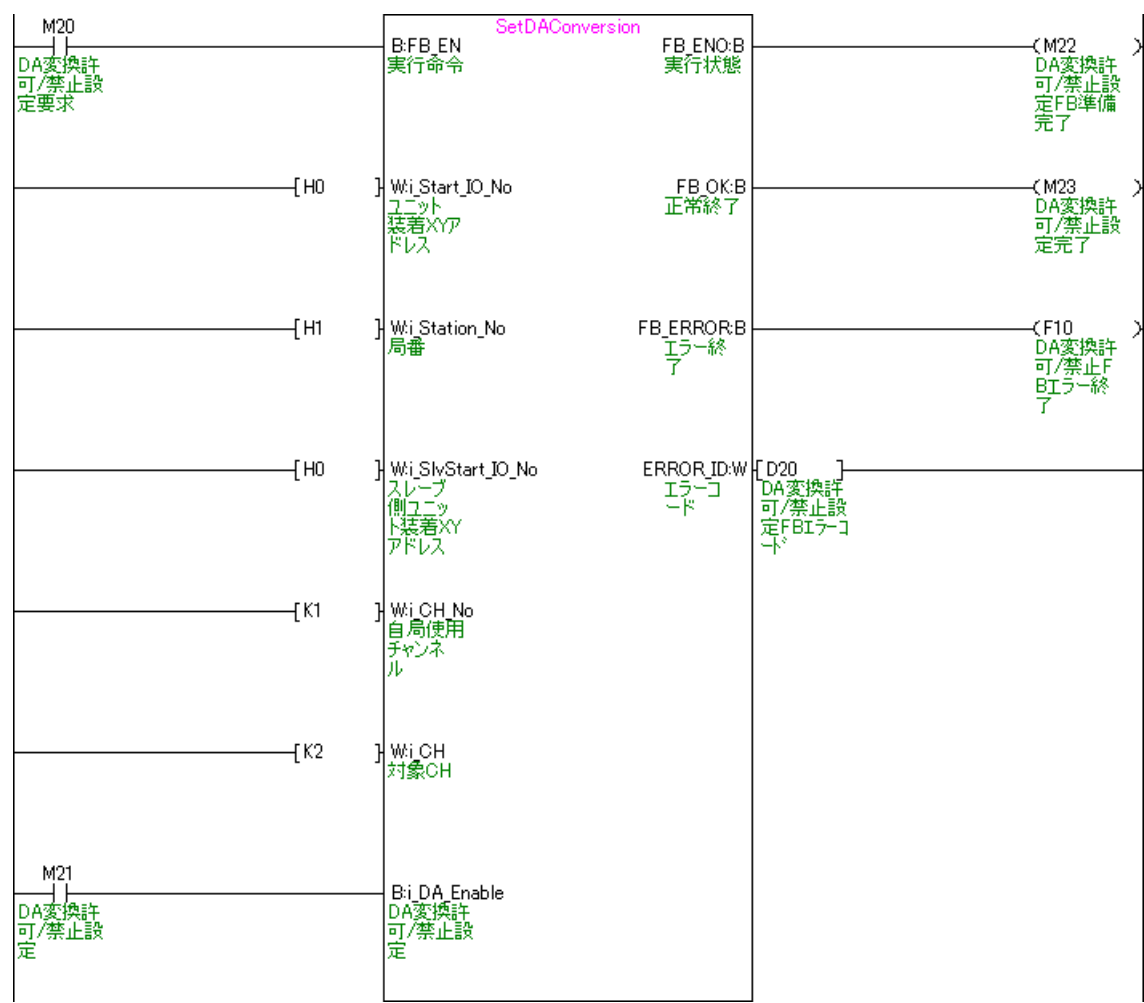 SetDAConversion
M20
B:FB_EN
FB_ENO:B
M22
DA変換許
可/禁止設
定要求
実行命令
実行状態
DA変換許
可/禁止設
定FB準備
完了
H0
W:i_Start_IO_No
ユニット
装着XYア
ドレス
FB_OK:B
正常終了
M23
DA変換許
可/禁止設
定完了
H1
W:i_Station_No
局番
FB_ERROR:B
エラー終
了
F10
DA変換許
可/禁止F
Bエラー終
了
H0
W:i_SlvStart_IO_No
スレーブ
側ユニッ
ト装着XY
アドレス
ERROR_ID:W
エラーコ
ード
D20
DA変換許
可/禁止設
定FBエラーコ
ード
K1
W:i_CH_No
自局使用
チャンネ
ル
K2
W:i_CH
対象CH
M21
DA変換許
可/禁止設
定
B:i_DA_Enable
DA変換許
可/禁止設
定